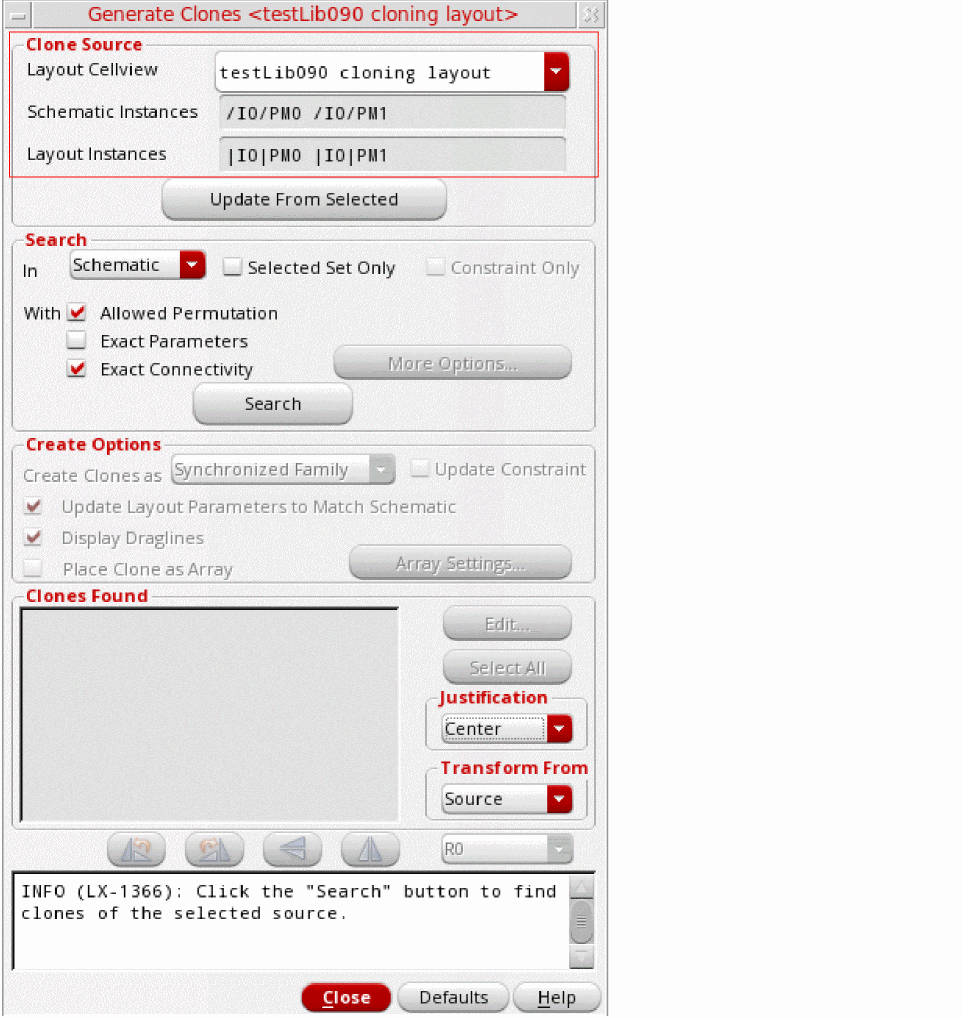 Generate Clones <testLib090 cloning layout>
Clone Source
Layout Cellview testLib090 cloning layout
Schematic Instances /I0/PM0 /I0/PM1
Layout Instances |I0|PM0 |I0|PM1
Update From Selected
Search
In Schematic Selected Set Only Constraint Only
With Allowed Permutation
Exact Parameters
Exact Connectivity More Options...
Search
Create Options
Create Clones as Synchronized Family Update Constraint
Update Layout Parameters to Match Schematic
Display Draglines
Place Clone as Array Array Settings...
Clones Found
Edit...
Select All
Justification
Center
Transform From
Source
R0
INFO (LX-1366): Click the "Search" button to find
clones of the selected source.
Close Defaults Help